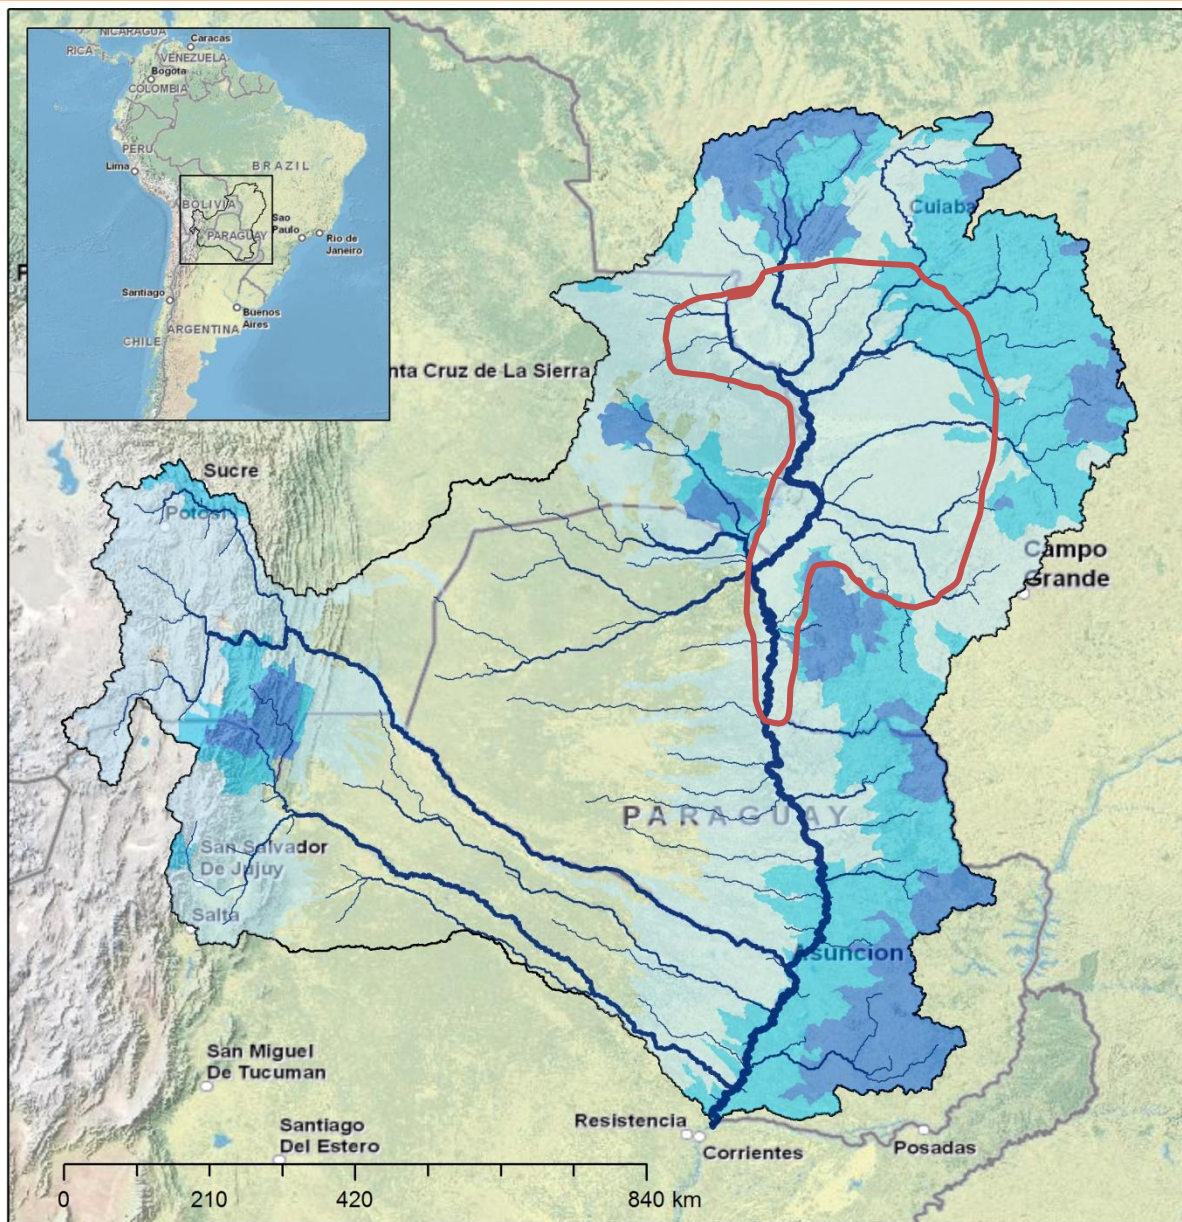 NICARAGUA
RICA
Caracas
VENEZUELA
Bogota
COLOMBIA
PERU
Lima
BRAZIL
BOLIVIA
Sao
Paulo
PARAGUAY
Rio de
Janeiro
Santiago
Buenos
Aires
ARGENTINA
CHILE
P
Cuiaba
nta Cruz de La Sierra
Sucre
Potosi
Campo
Grande
PARAGUAY
San Salvador
De Jujuy
Salta
Asuncion
San Miguel
De Tucuman
Santiago
Del Estero
Resistencia
Corrientes
Posadas
0 210 420 840 km